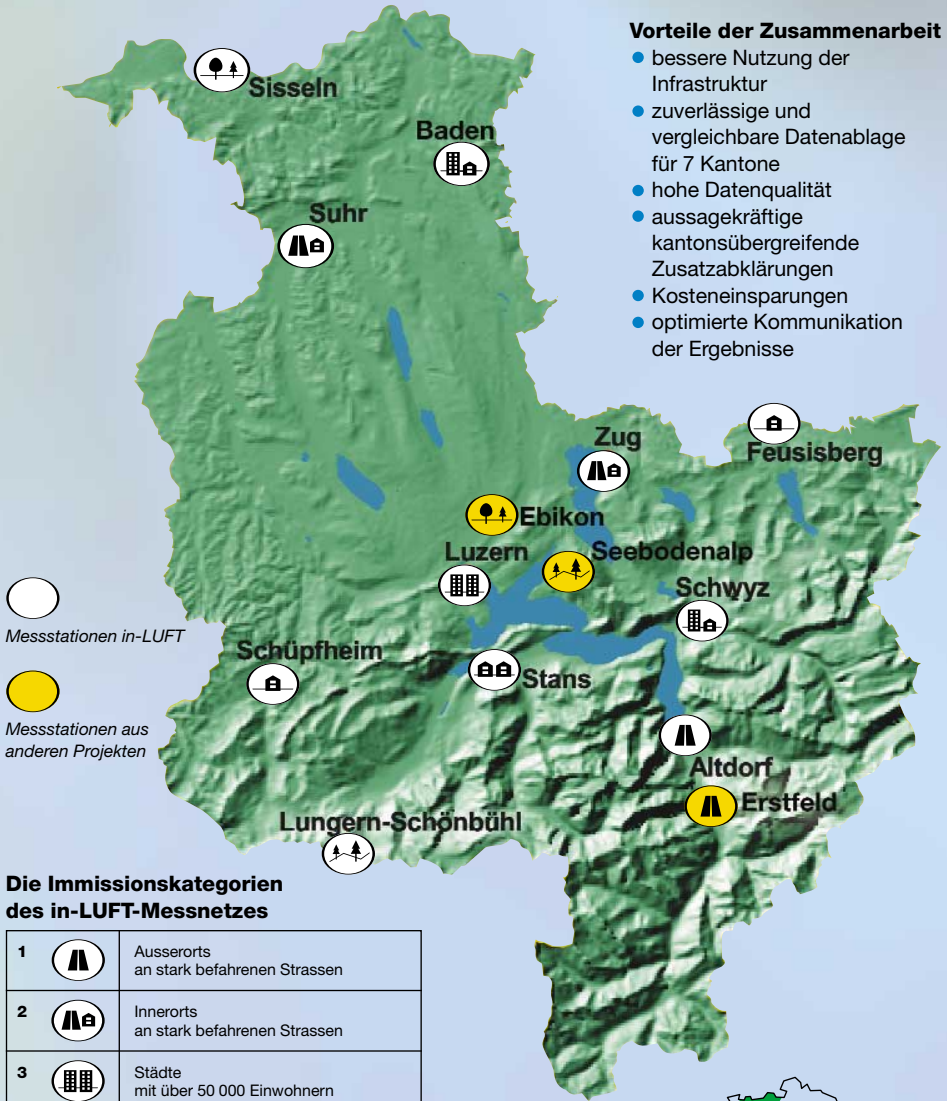 Vorteile der Zusammenarbeit
bessere Nutzung der
Infrastruktur
zuverlässige und
vergleichbare Datenablage
für 7 Kantone
hohe Datenqualität
aussagekräftige
kantonsübergreifende
Zusatzabklärungen
Kosteneinsparungen
optimierte Kommunikation
der Ergebnisse
Sisseln
Baden
Suhr
Zug
Feusisberg
Ebikon
Luzern
Seebodenalp
Schwyz
Schüpfheim
Stans
Altdorf
Erstfeld
Lungern-Schönbühl
Messstationen in-LUFT
Messstationen aus
anderen Projekten
Die Immissionskategorien
des in-LUFT-Messnetzes
1 Ausserorts
an stark befahrenen Strassen
2 Innerorts
an stark befahrenen Strassen
3 Städte
mit über 50 000 Einwohnern